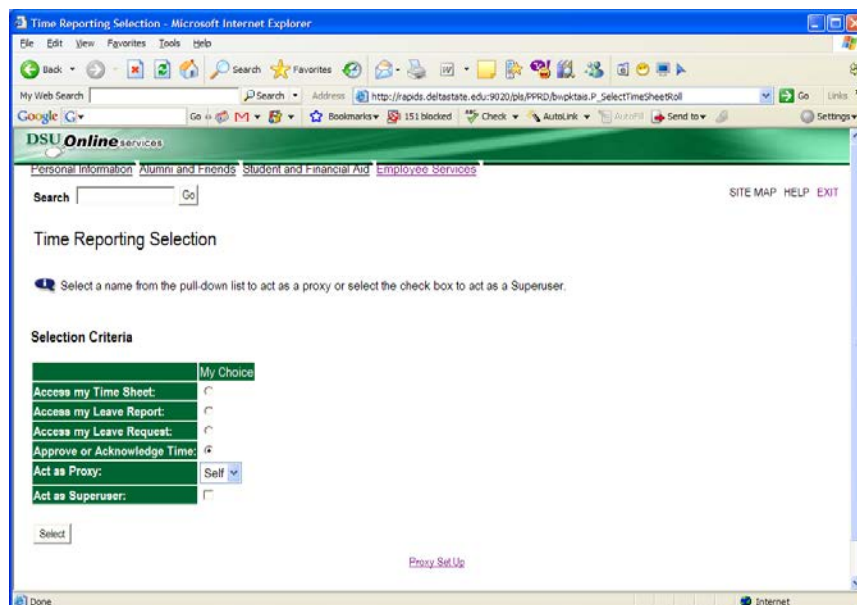 Time Reporting Selection - Microsoft Internet Explorer
File Edit View Favorites Tools Help
Back Search Favorites
My Web Search Search Address http://rapids.deltastate.edu:9020/pls/PPRD/bwpktais.P_SelectTimeSheetRoll Go Links
Google Go Bookmarks 151 blocked Check AutoLink AutoFill Send to Settings
DSU Online services
Personal Information Alumni and Friends Student and Financial Aid Employee Services
Search Go SITE MAP HELP EXIT
Time Reporting Selection
Select a name from the pull-down list to act as a proxy or select the check box to act as a Superuser.
Selection Criteria
My Choice
Access my Time Sheet:
Access my Leave Report:
Access my Leave Request:
Approve or Acknowledge Time:
Act as Proxy: Self
Act as Superuser:
Select
Proxy Set Up
Done Internet